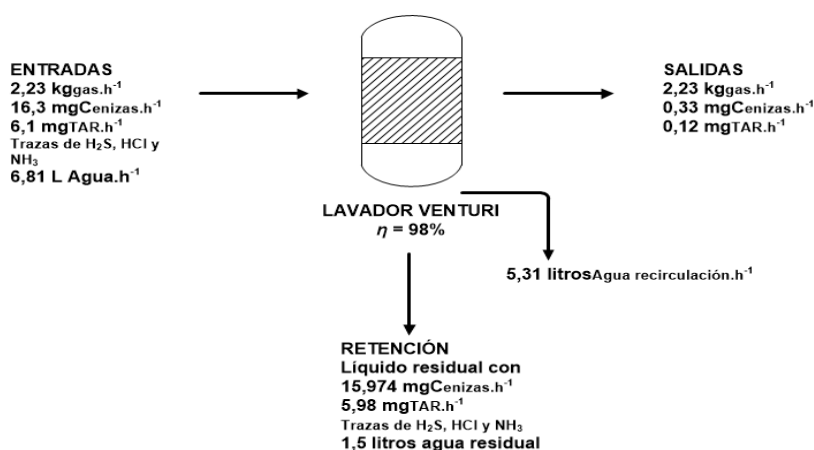 ENTRADAS
2,23 kggas.h⁻¹
16,3 mgCenizas.h⁻¹
6,1 mgTAR.h⁻¹
Trazas de H₂S, HCl y
NH₃
6,81 L Agua.h⁻¹
SALIDAS
2,23 kggas.h⁻¹
0,33 mgCenizas.h⁻¹
0,12 mgTAR.h⁻¹
LAVADOR VENTURI
η = 98%
5,31 litrosAgua recirculación.h⁻¹
RETENCIÓN
Líquido residual con
15,974 mgCenizas.h⁻¹
5,98 mgTAR.h⁻¹
Trazas de H₂S, HCl y NH₃
1,5 litros agua residual